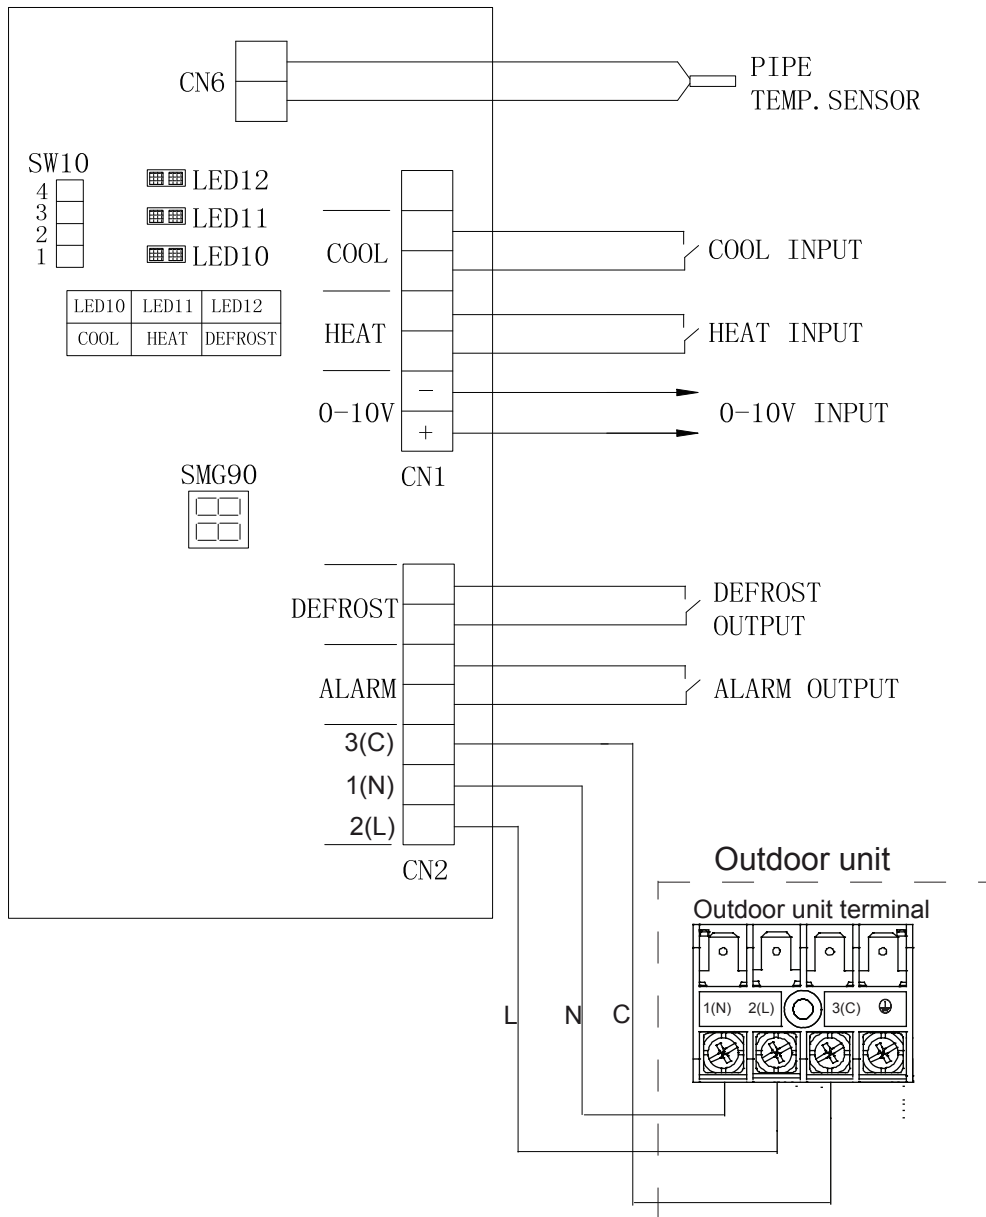 CN6
PIPE
TEMP. SENSOR
SW10
4
3
2
1
LED12
LED11
LED10
LED10 LED11 LED12
COOL HEAT DEFROST
COOL
COOL INPUT
HEAT
HEAT INPUT
0-10V
−
+
0-10V INPUT
CN1
SMG90
DEFROST
DEFROST
OUTPUT
ALARM
ALARM OUTPUT
3(C)
1(N)
2(L)
CN2
Outdoor unit
Outdoor unit terminal
1(N) 2(L) 3(C)
L N C